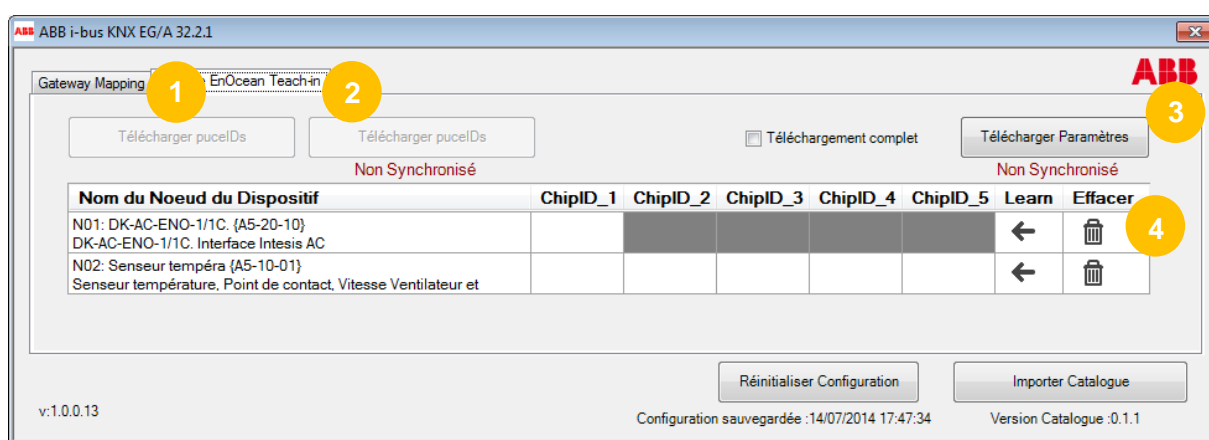 ABB ABB i-bus KNX EG/A 32.2.1
ABB
Gateway Mapping 1 EnOcean Teach-in 2
3
Télécharger puceIDs Télécharger puceIDs Téléchargement complet Télécharger Paramètres
Non Synchronisé Non Synchronisé
Nom du Noeud du Dispositif ChipID_1 ChipID_2 ChipID_3 ChipID_4 ChipID_5 Learn Effacer
N01: DK-AC-ENO-1/1C. {A5-20-10}
DK-AC-ENO-1/1C. Interface Intesis AC
4
N02: Senseur tempéra {A5-10-01}
Senseur température, Point de contact, Vitesse Ventilateur et
Réinitialiser Configuration Importer Catalogue
v:1.0.0.13 Configuration sauvegardée :14/07/2014 17:47:34 Version Catalogue :0.1.1